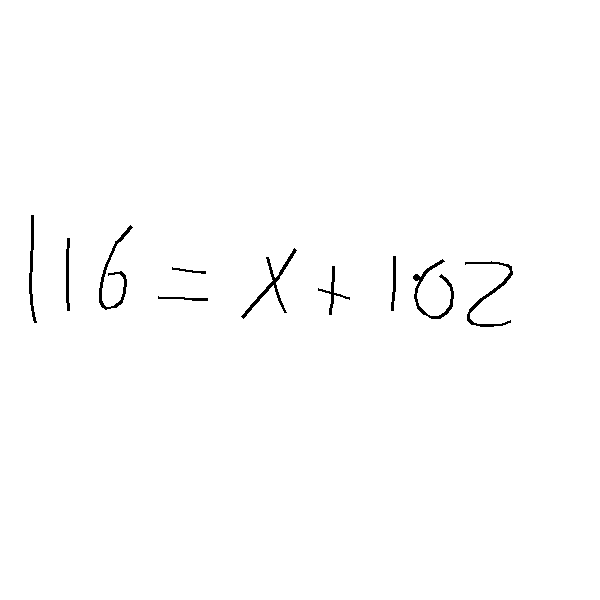 116 = x + 102